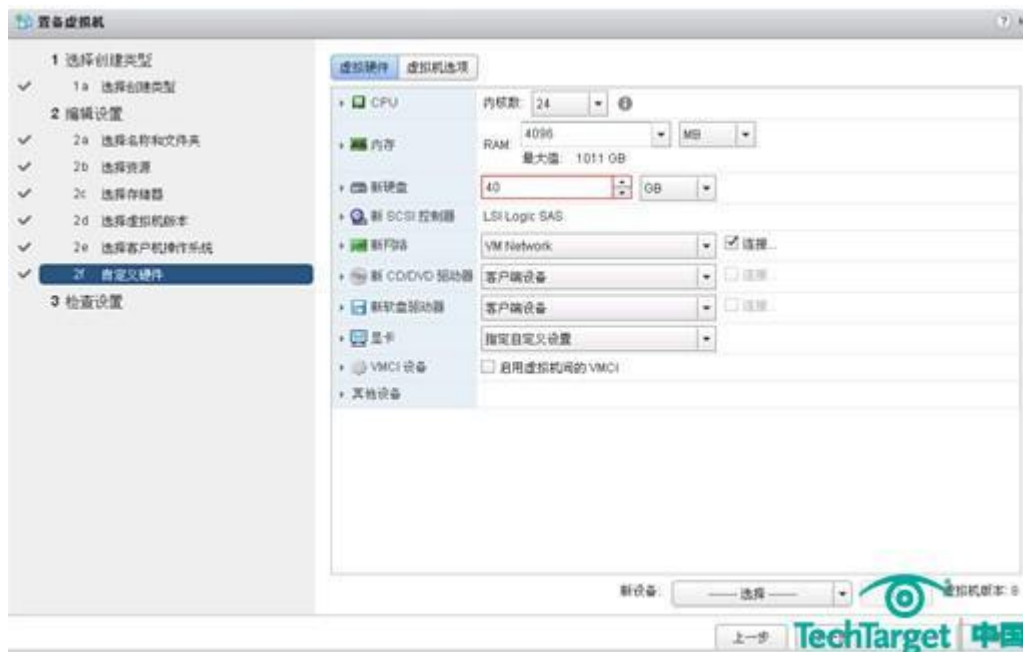 置备虚拟机
1 选择创建类型
1a 选择创建类型
2 编辑设置
2a 选择名称和文件夹
2b 选择资源
2c 选择存储器
2d 选择虚拟机版本
2e 选择客户机操作系统
2f 自定义硬件
3 检查设置
虚拟硬件 虚拟机选项
CPU 内核数: 24
内存 RAM: 4096 MB
最大值: 1011 GB
新硬盘 40 GB
新 SCSI 控制器 LSI Logic SAS
新网络 VM Network 连接...
新 CD/DVD 驱动器 客户端设备 连接...
新软盘驱动器 客户端设备 连接...
显卡 指定自定义设置
VMCI 设备 启用虚拟机间的 VMCI
其他设备
新设备: —— 选择 —— 虚拟机版本: 8
上一步
TechTarget 中国